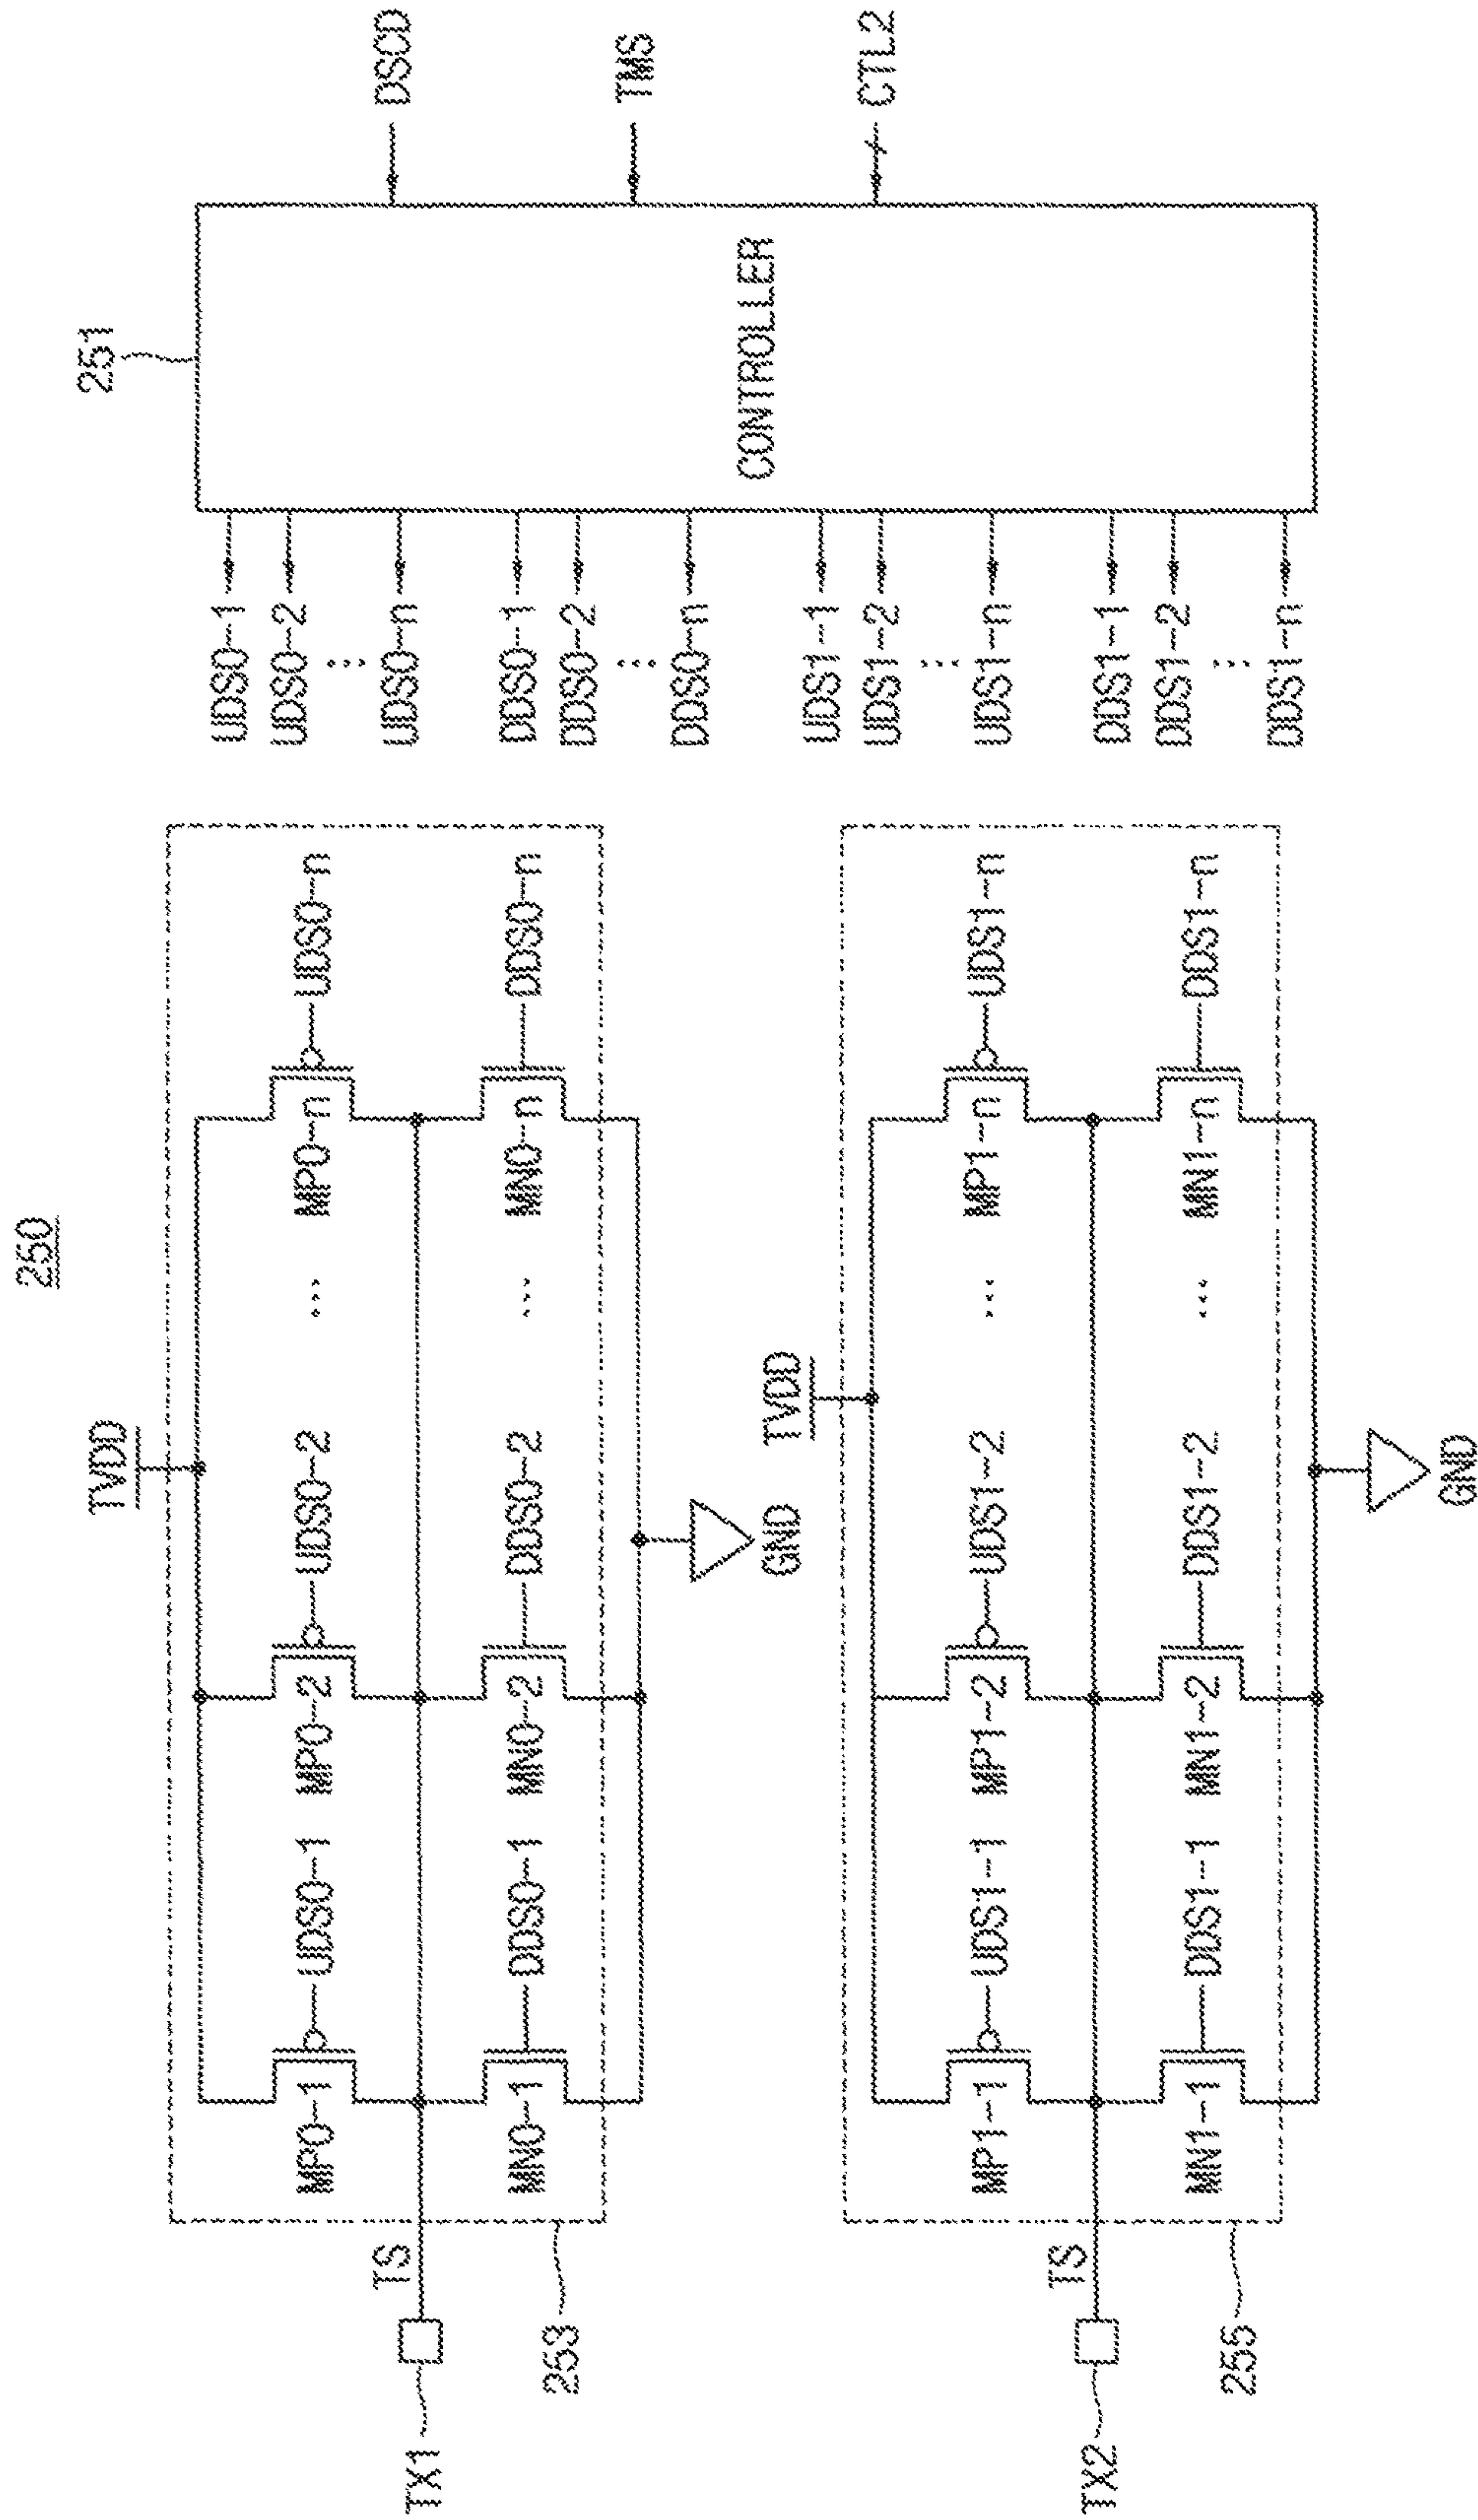 250
TVDD
MP0-1
UDS0-1
MP0-2
UDS0-2
...
MP0-n
UDS0-n
TS
TX1
MN0-1
DDS0-1
MN0-2
DDS0-2
...
MN0-n
DDS0-n
253
GND
TVDD
MP1-1
UDS1-1
MP1-2
UDS1-2
...
MP1-n
UDS1-n
TS
TX2
MN1-1
DDS1-1
MN1-2
DDS1-2
...
MN1-n
DDS1-n
255
GND
251
UDS0-1
UDS0-2
...
UDS0-n
DDS0-1
DDS0-2
...
DDS0-n
UDS1-1
UDS1-2
...
UDS1-n
DDS1-1
DDS1-2
...
DDS1-n
CONTROLLER
DSCD
TMS
CTL2